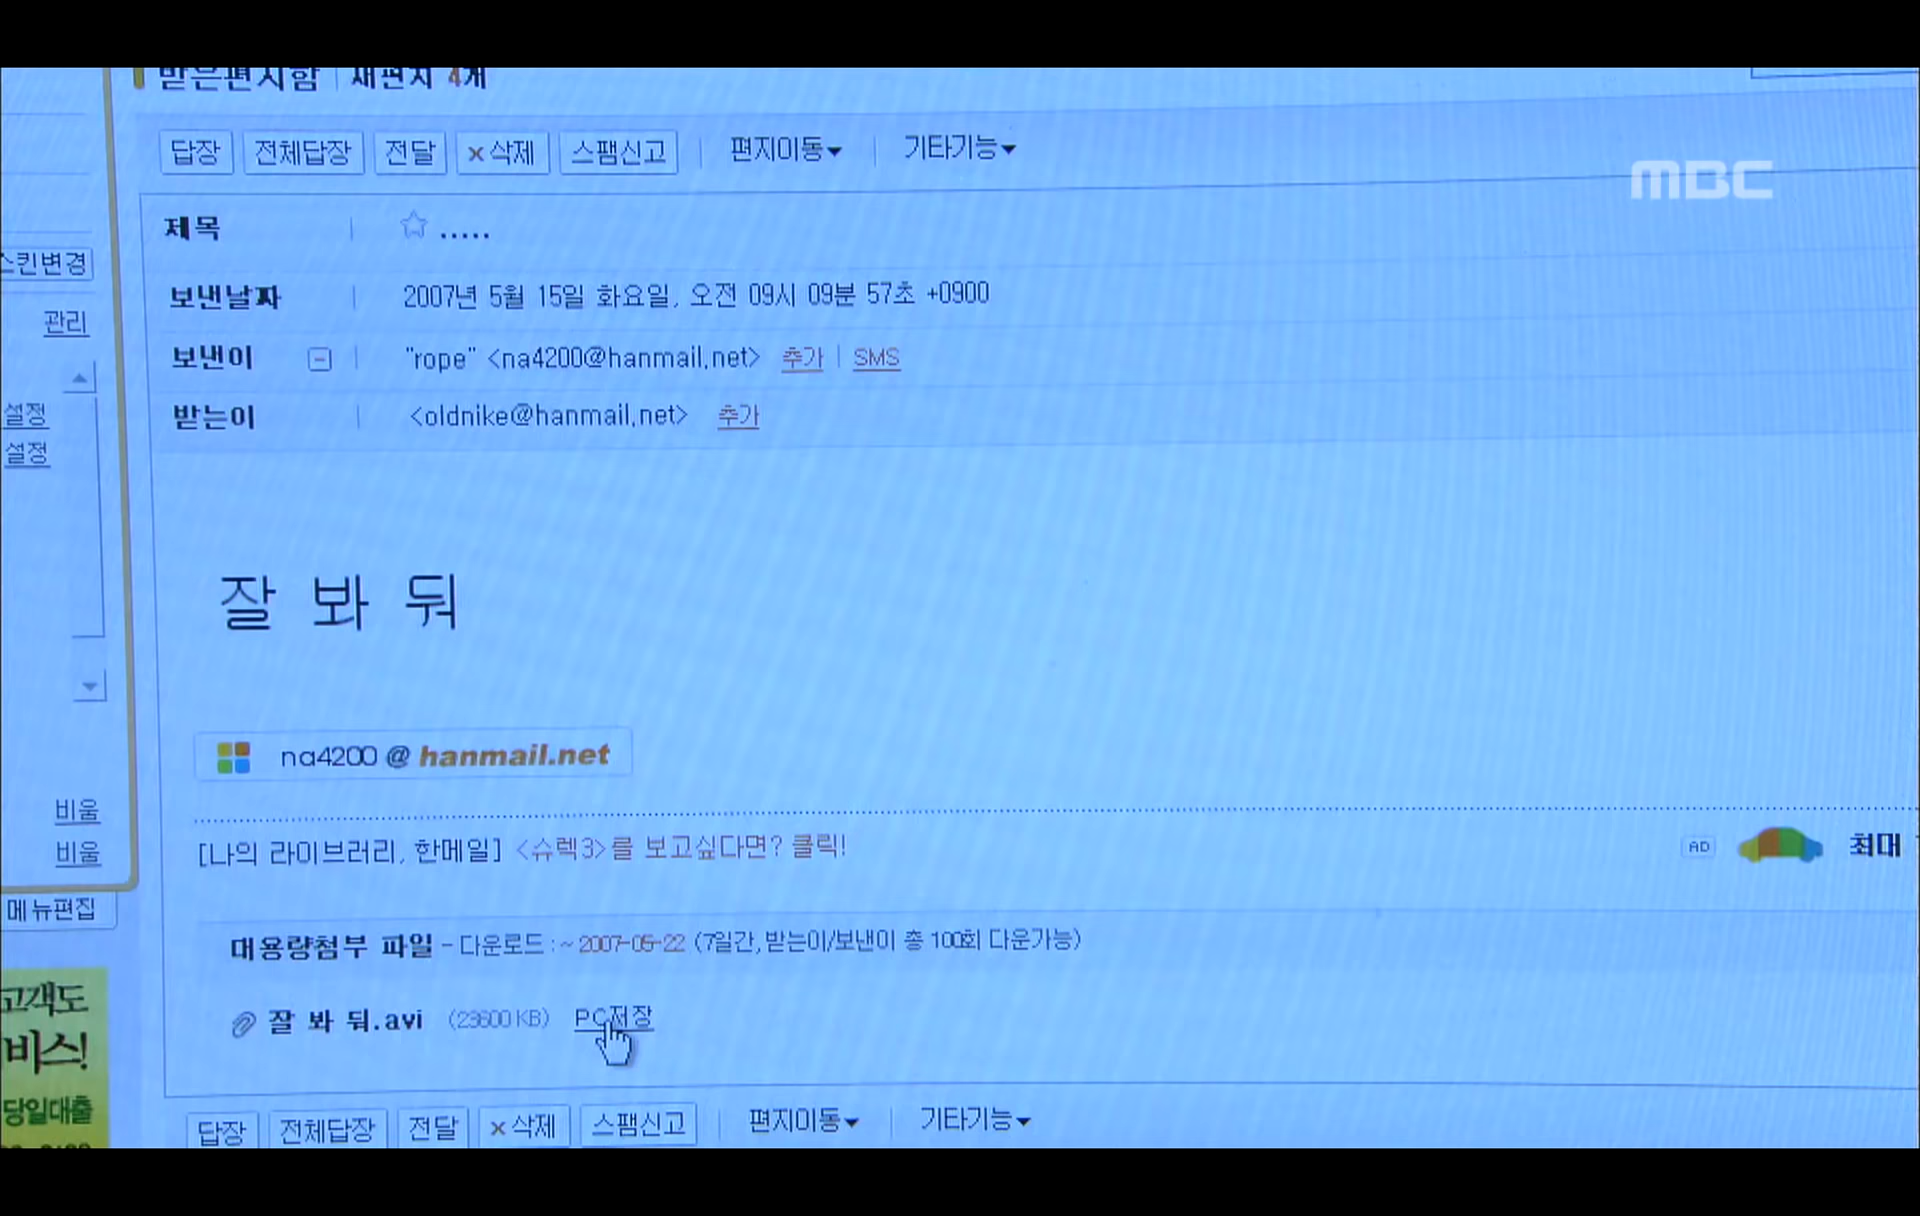 받은편지함 새편지 4개
답장 전체답장 전달 ×삭제 스팸신고 편지이동 기타기능
MBC
제목 .....
스킨변경
보낸날짜 2007년 5월 15일 화요일, 오전 09시 09분 57초 +0900
관리
보낸이 "rope" <na4200@hanmail.net> 추가 SMS
받는이 <oldnike@hanmail.net> 추가
설정
설정
잘 봐 둬
na4200 @ hanmail.net
비움
비움
[나의 라이브러리, 한메일] <슈렉3>를 보고싶다면? 클릭!
AD 최대
메뉴편집
대용량첨부 파일 - 다운로드 : ~ 2007-05-22 (7일간, 받는이/보낸이 총 100회 다운가능)
고객도
비스!
잘 봐 둬.avi (23600 KB) PC저장
당일대출
답장 전체답장 전달 ×삭제 스팸신고 편지이동 기타기능